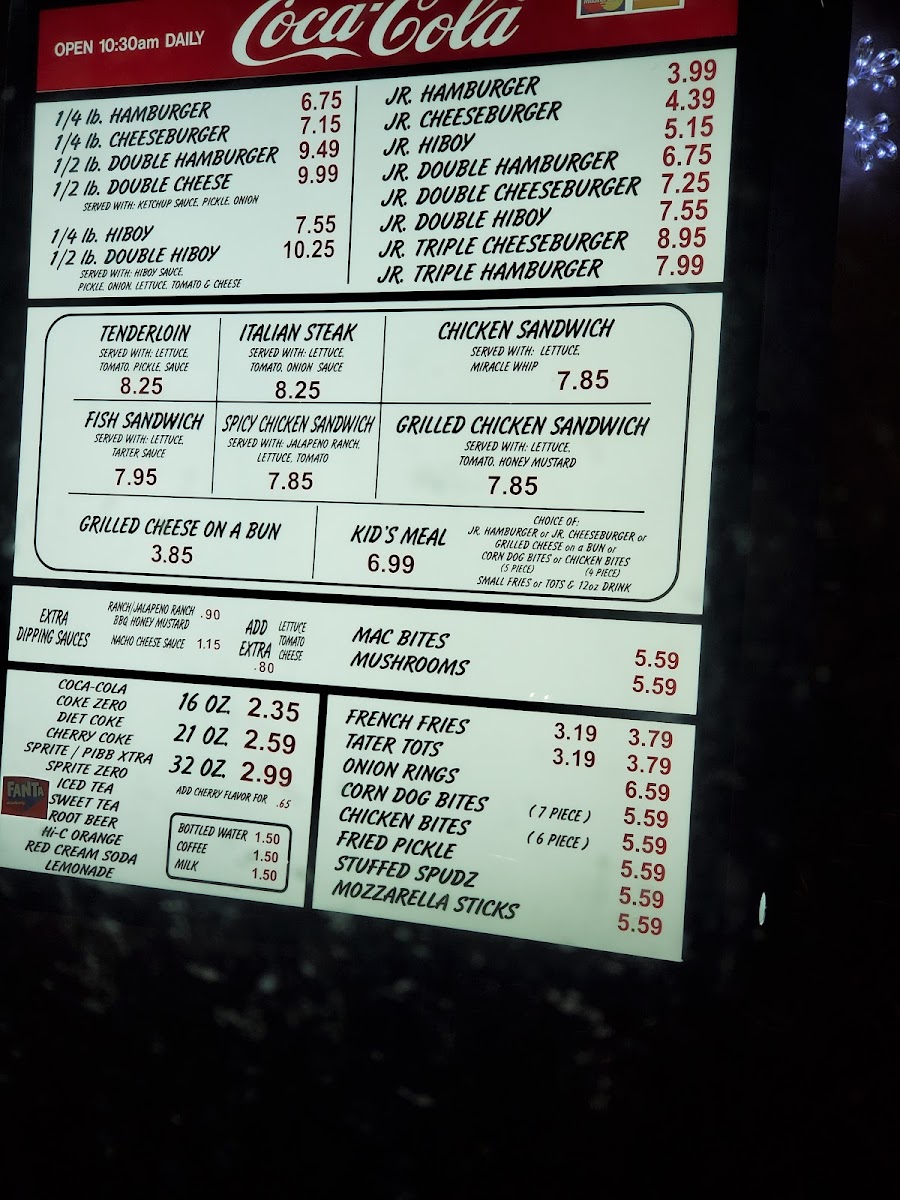 OPEN 10:30am DAILY
Coca-Cola
1/4 lb. HAMBURGER 6.75
1/4 lb. CHEESEBURGER 7.15
1/2 lb. DOUBLE HAMBURGER 9.49
1/2 lb. DOUBLE CHEESE 9.99
SERVED WITH: KETCHUP SAUCE, PICKLE, ONION
1/4 lb. HIBOY 7.55
1/2 lb. DOUBLE HIBOY 10.25
SERVED WITH: HIBOY SAUCE,
PICKLE, ONION, LETTUCE, TOMATO & CHEESE
JR. HAMBURGER 3.99
JR. CHEESEBURGER 4.39
JR. HIBOY 5.15
JR. DOUBLE HAMBURGER 6.75
JR. DOUBLE CHEESEBURGER 7.25
JR. DOUBLE HIBOY 7.55
JR. TRIPLE CHEESEBURGER 8.95
JR. TRIPLE HAMBURGER 7.99
TENDERLOIN
SERVED WITH: LETTUCE,
TOMATO, PICKLE, SAUCE
8.25
ITALIAN STEAK
SERVED WITH: LETTUCE,
TOMATO, ONION SAUCE
8.25
CHICKEN SANDWICH
SERVED WITH: LETTUCE,
MIRACLE WHIP
7.85
FISH SANDWICH
SERVED WITH: LETTUCE,
TARTER SAUCE
7.95
SPICY CHICKEN SANDWICH
SERVED WITH: JALAPENO RANCH,
LETTUCE, TOMATO
7.85
GRILLED CHICKEN SANDWICH
SERVED WITH: LETTUCE,
TOMATO, HONEY MUSTARD
7.85
GRILLED CHEESE ON A BUN
3.85
KID'S MEAL
6.99
CHOICE OF:
JR. HAMBURGER or JR. CHEESEBURGER or
GRILLED CHEESE on a BUN or
CORN DOG BITES or CHICKEN BITES
(5 PIECE) (4 PIECE)
SMALL FRIES or TOTS & 12oz DRINK
EXTRA
DIPPING SAUCES
RANCH/JALAPENO RANCH
BBQ HONEY MUSTARD .90
NACHO CHEESE SAUCE 1.15
ADD
EXTRA
.80
LETTUCE
TOMATO
CHEESE
MAC BITES 5.59
MUSHROOMS 5.59
COCA-COLA
COKE ZERO
DIET COKE
CHERRY COKE
SPRITE / PIBB XTRA
SPRITE ZERO
ICED TEA
SWEET TEA
ROOT BEER
Hi-C ORANGE
RED CREAM SODA
LEMONADE
FANTA
16 OZ. 2.35
21 OZ. 2.59
32 OZ. 2.99
ADD CHERRY FLAVOR FOR .65
BOTTLED WATER 1.50
COFFEE 1.50
MILK 1.50
FRENCH FRIES 3.19 3.79
TATER TOTS 3.19 3.79
ONION RINGS 6.59
CORN DOG BITES (7 PIECE) 5.59
CHICKEN BITES (6 PIECE) 5.59
FRIED PICKLE 5.59
STUFFED SPUDZ 5.59
MOZZARELLA STICKS 5.59